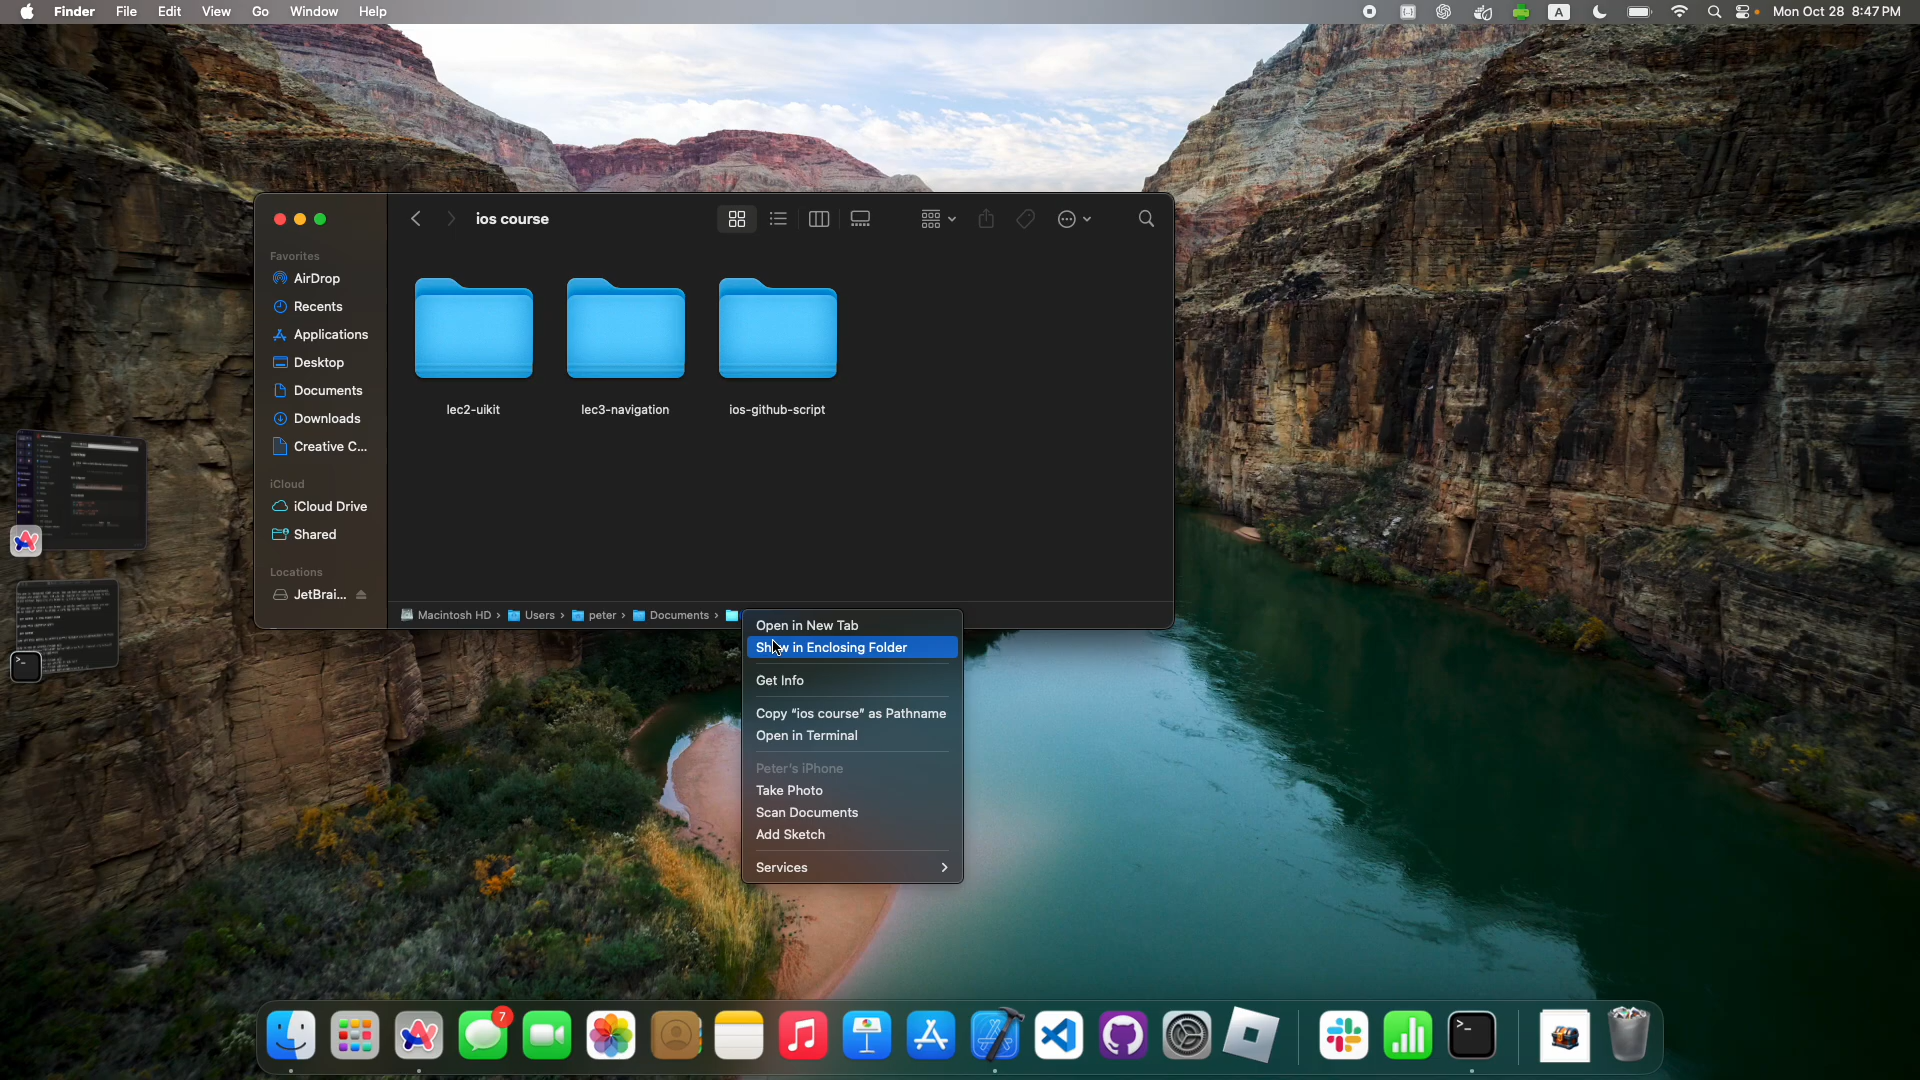 Finder File Edit View Go Window Help
A
Mon Oct 28 8:47 PM
ios course
Favorites
AirDrop
Recents
Applications
Desktop
Documents
Downloads
Creative C...
iCloud
iCloud Drive
Shared
Locations
JetBrai...
lec2-uikit
lec3-navigation
ios-github-script
Macintosh HD › Users › peter › Documents ›
Open in New Tab
Show in Enclosing Folder
Get Info
Copy “ios course” as Pathname
Open in Terminal
Peter's iPhone
Take Photo
Scan Documents
Add Sketch
Services
7